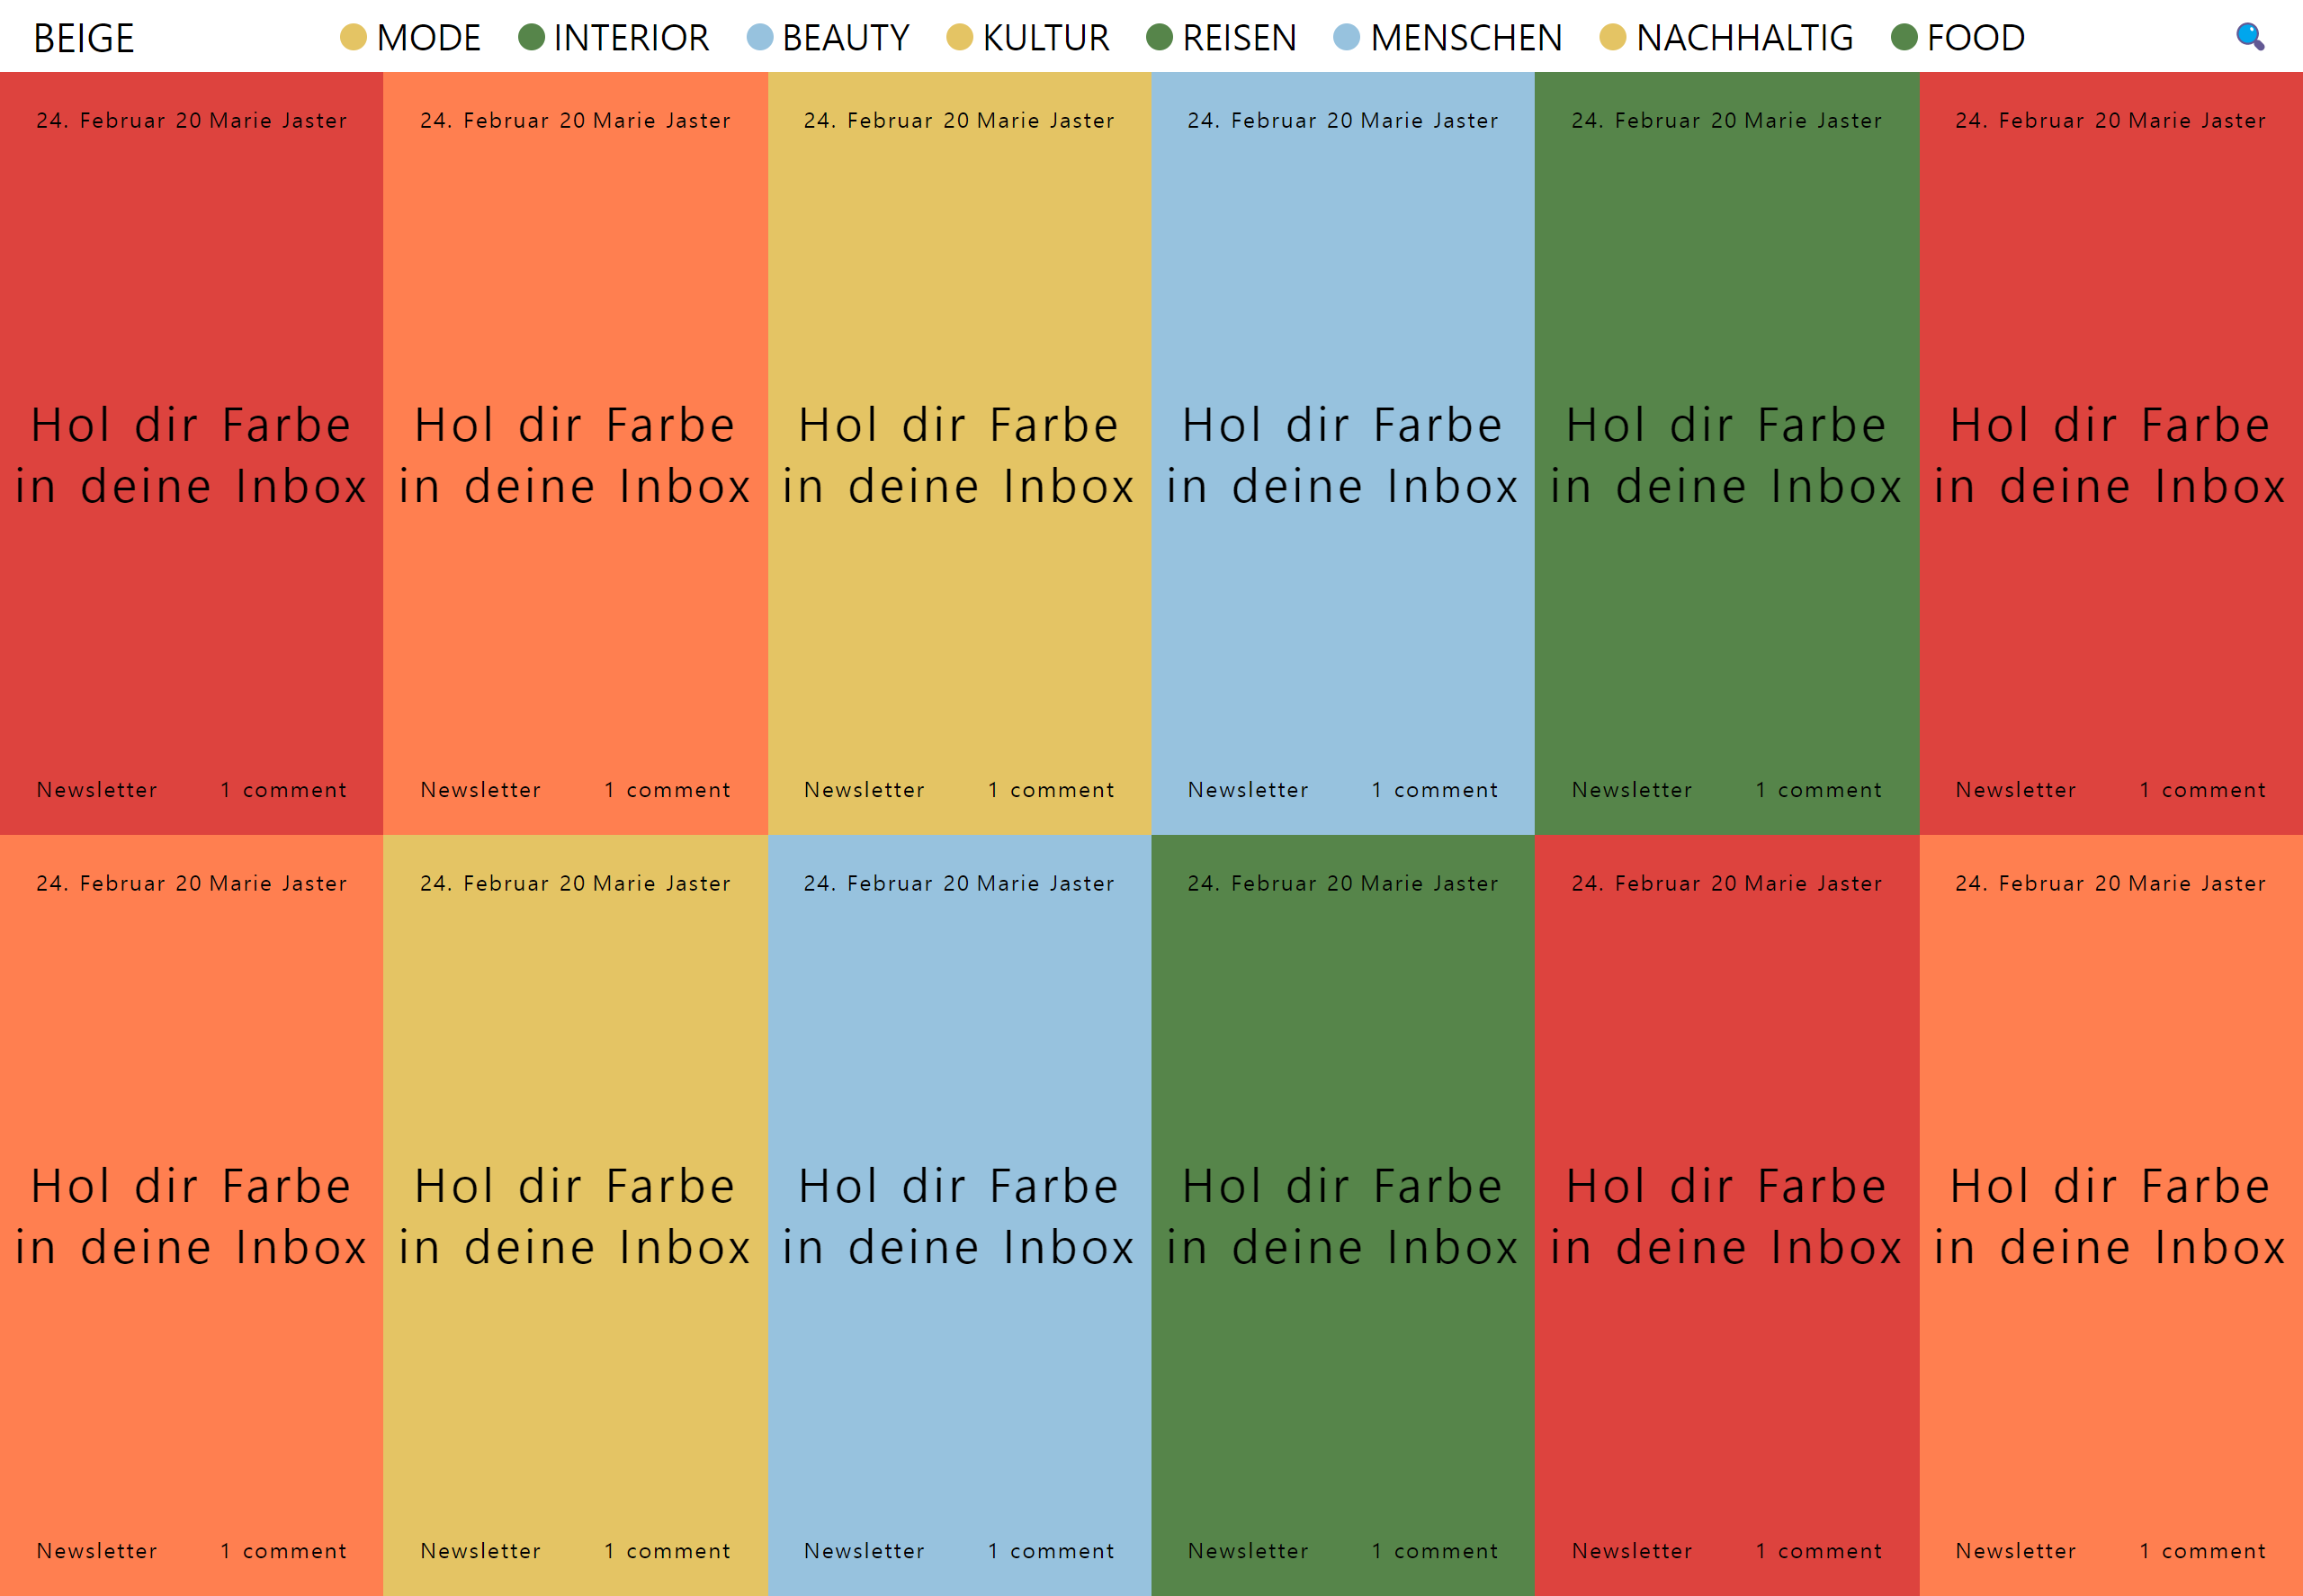 BEIGE MODE INTERIOR BEAUTY KULTUR REISEN MENSCHEN NACHHALTIG FOOD
24. Februar 20 Marie Jaster
Hol dir Farbe
in deine Inbox
Newsletter 1 comment
24. Februar 20 Marie Jaster
Hol dir Farbe
in deine Inbox
Newsletter 1 comment
24. Februar 20 Marie Jaster
Hol dir Farbe
in deine Inbox
Newsletter 1 comment
24. Februar 20 Marie Jaster
Hol dir Farbe
in deine Inbox
Newsletter 1 comment
24. Februar 20 Marie Jaster
Hol dir Farbe
in deine Inbox
Newsletter 1 comment
24. Februar 20 Marie Jaster
Hol dir Farbe
in deine Inbox
Newsletter 1 comment
24. Februar 20 Marie Jaster
Hol dir Farbe
in deine Inbox
Newsletter 1 comment
24. Februar 20 Marie Jaster
Hol dir Farbe
in deine Inbox
Newsletter 1 comment
24. Februar 20 Marie Jaster
Hol dir Farbe
in deine Inbox
Newsletter 1 comment
24. Februar 20 Marie Jaster
Hol dir Farbe
in deine Inbox
Newsletter 1 comment
24. Februar 20 Marie Jaster
Hol dir Farbe
in deine Inbox
Newsletter 1 comment
24. Februar 20 Marie Jaster
Hol dir Farbe
in deine Inbox
Newsletter 1 comment